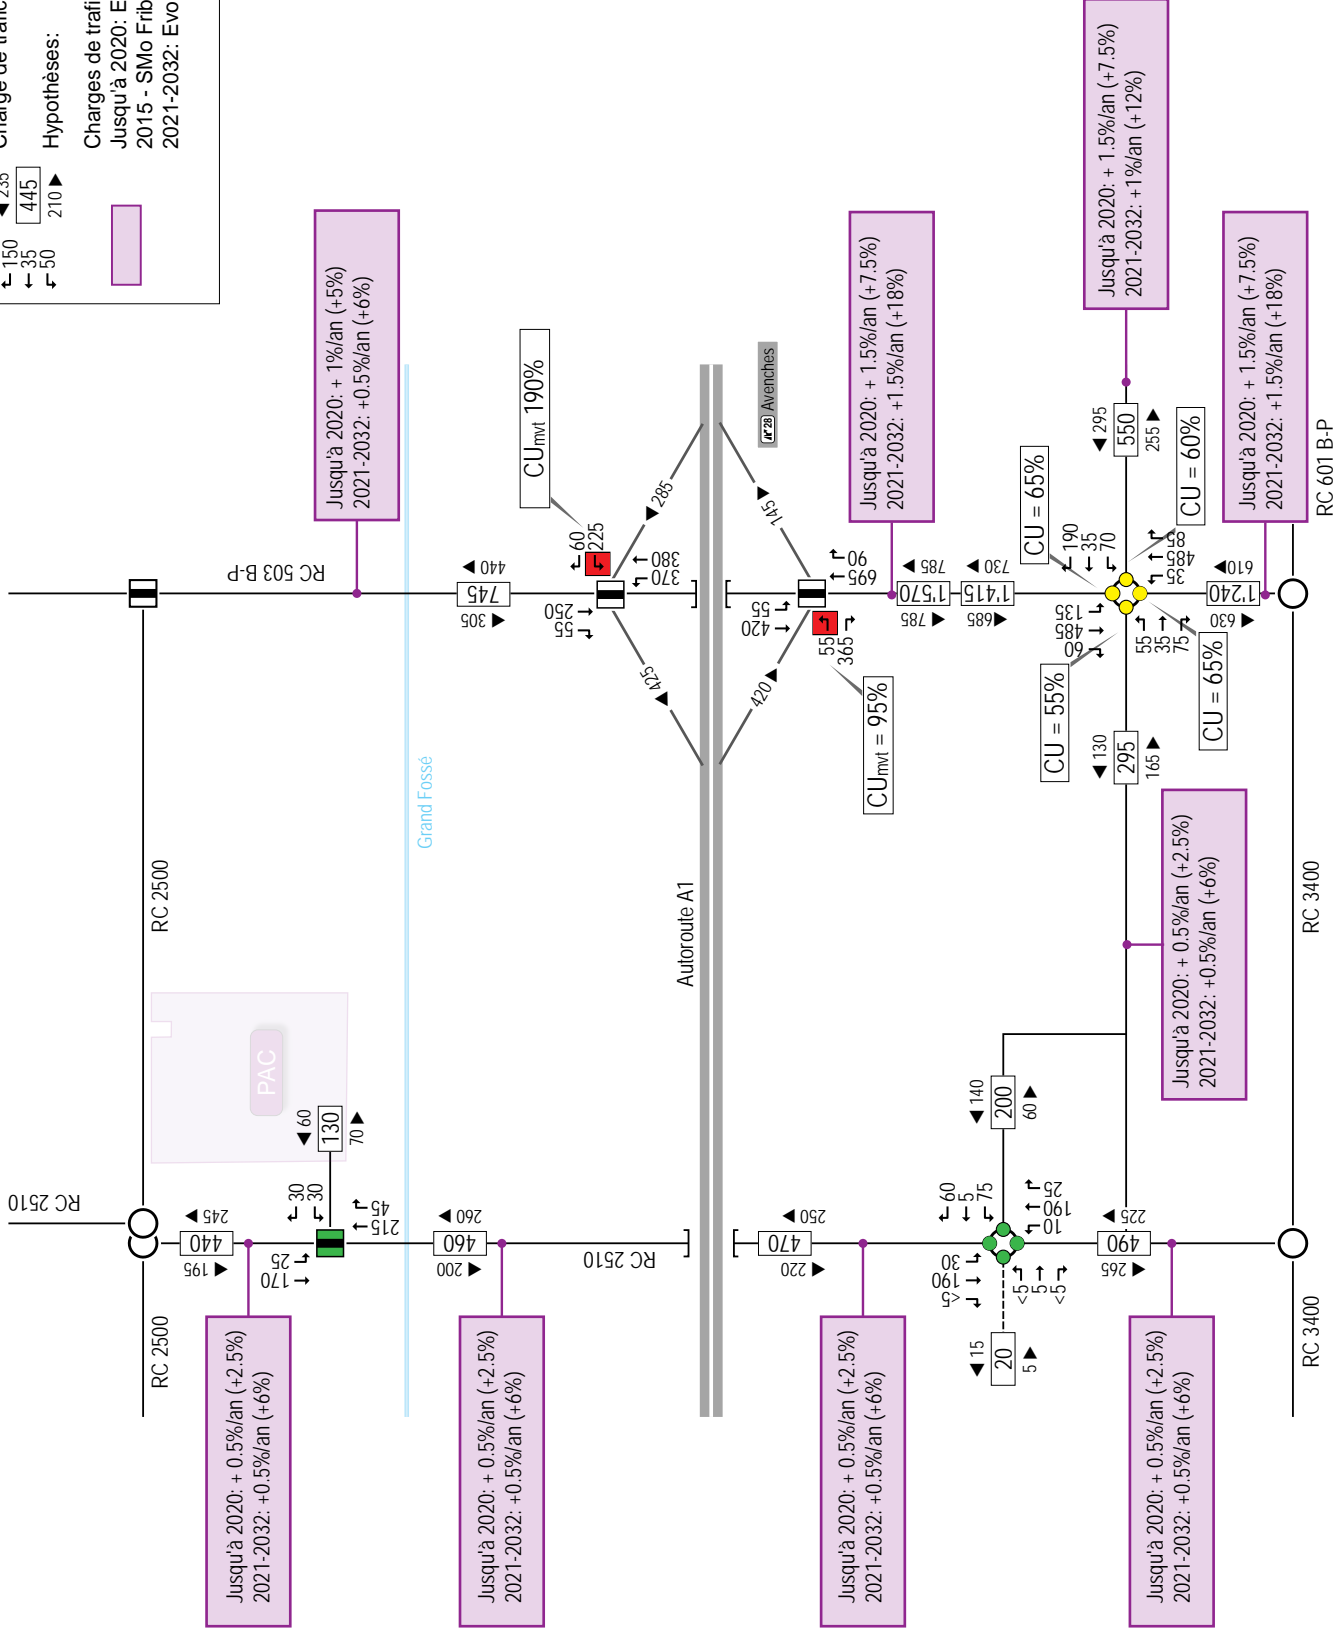 Charge de trafic
150
35
50
235
445
210
Hypothèses:
Charges de trafi
Jusqu'à 2020: E
2015 - SMo Frib
2021-2032: Evo
RC 2510
RC 2500
RC 2500
PAC
RC 503 B-P
Grand Fossé
Autoroute A1
Avenches
28
RC 2510
RC 3400
RC 3400
RC 601 B-P
Jusqu'à 2020: + 1%/an (+5%)
2021-2032: +0.5%/an (+6%)
Jusqu'à 2020: + 1.5%/an (+7.5%)
2021-2032: +1.5%/an (+18%)
Jusqu'à 2020: + 1.5%/an (+7.5%)
2021-2032: +1%/an (+12%)
Jusqu'à 2020: + 1.5%/an (+7.5%)
2021-2032: +1.5%/an (+18%)
Jusqu'à 2020: + 0.5%/an (+2.5%)
2021-2032: +0.5%/an (+6%)
Jusqu'à 2020: + 0.5%/an (+2.5%)
2021-2032: +0.5%/an (+6%)
Jusqu'à 2020: + 0.5%/an (+2.5%)
2021-2032: +0.5%/an (+6%)
Jusqu'à 2020: + 0.5%/an (+2.5%)
2021-2032: +0.5%/an (+6%)
Jusqu'à 2020: + 0.5%/an (+2.5%)
2021-2032: +0.5%/an (+6%)
CUmvt 190%
CUmvt = 95%
CU = 65%
CU = 60%
CU = 55%
CU = 65%
440
745
305
60
225
250
55
380
370
285
425
145
420
420
55
55
365
90
695
785
1'570
785
730
1'415
685
190
35
70
135
485
60
55
35
75
85
485
35
295
550
255
130
295
165
610
1'240
630
245
440
195
30
30
25
170
45
215
60
130
70
260
460
200
250
470
220
60
5
75
30
190
<5
<5
5
<5
25
190
10
140
200
60
15
20
5
225
490
265